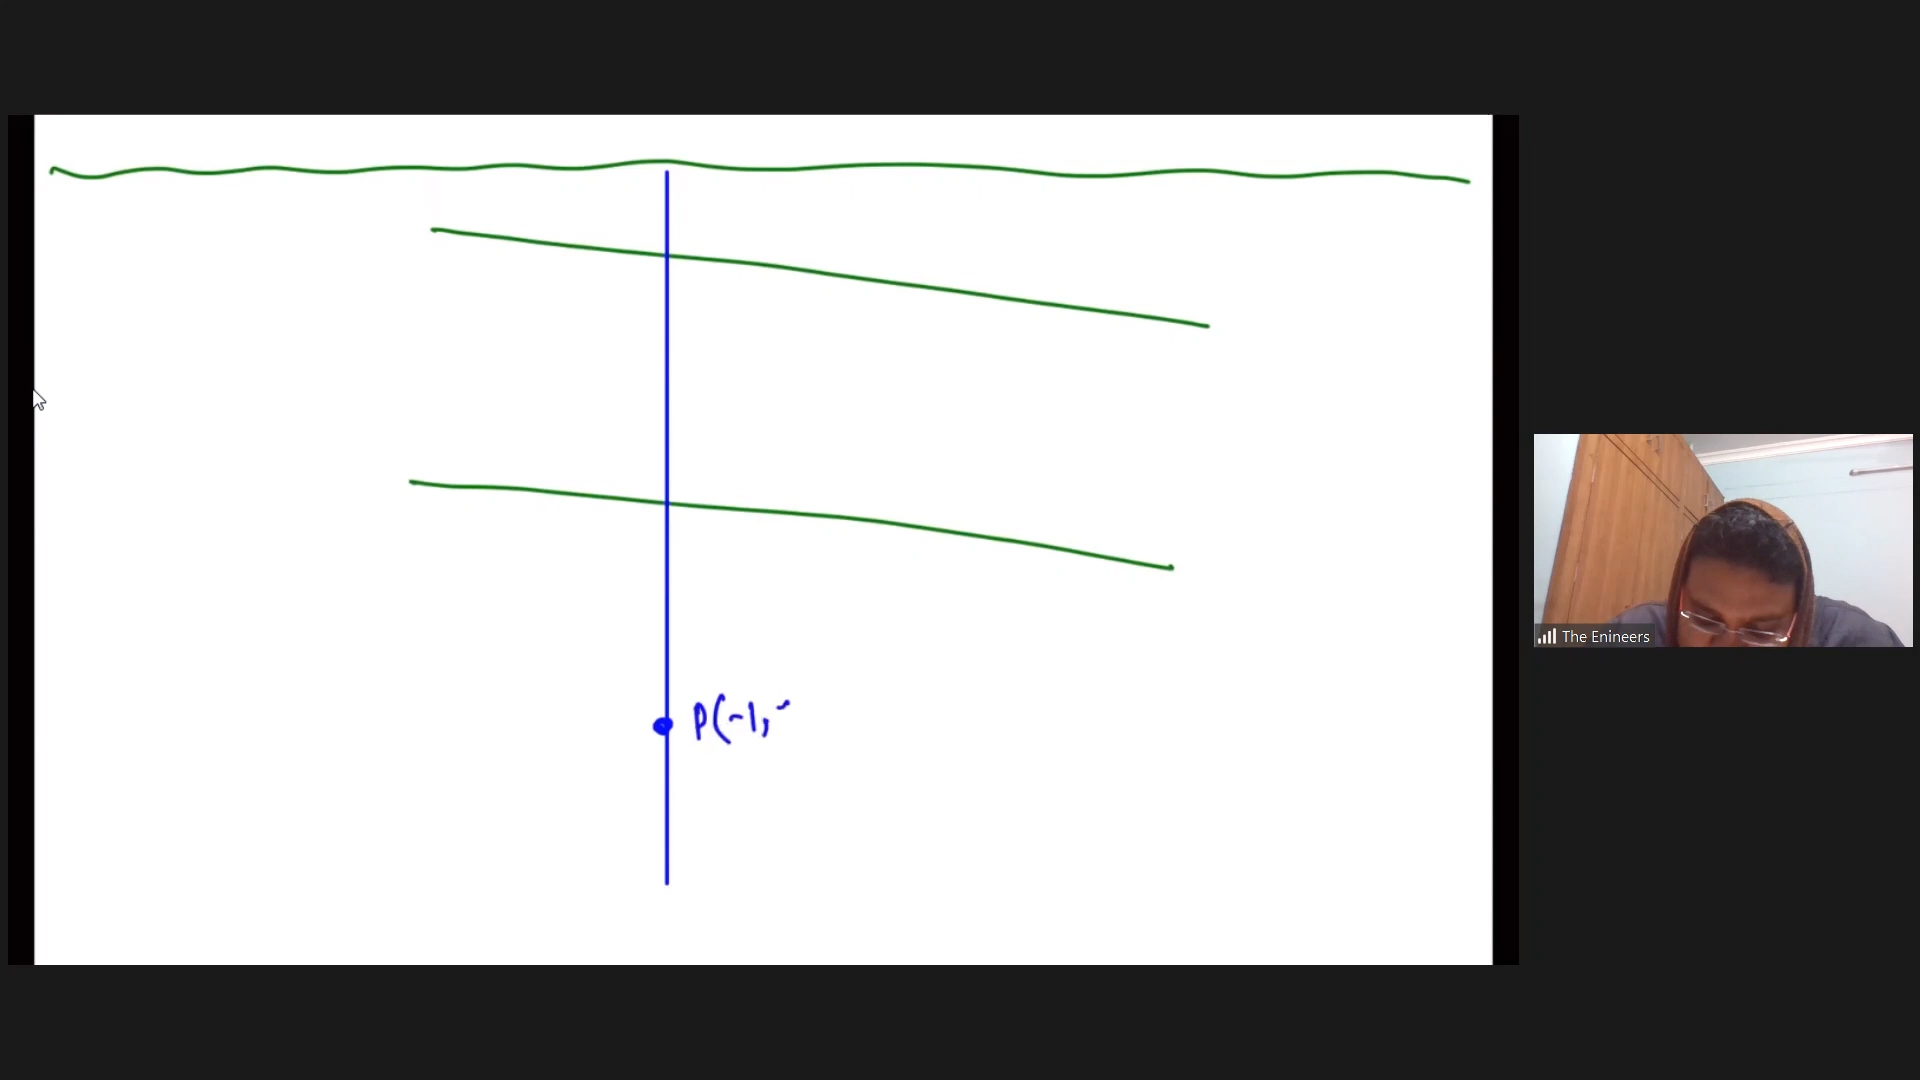 P(-1, -
The Enineers